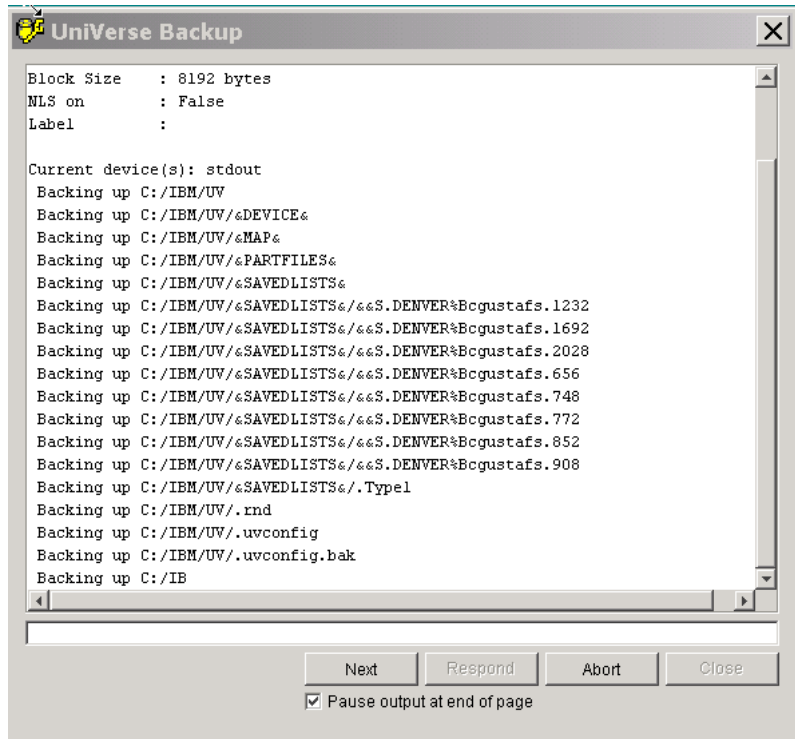 UniVerse Backup
Block Size    : 8192 bytes
NLS on        : False
Label         :
Current device(s): stdout
Backing up C:/IBM/UV
Backing up C:/IBM/UV/&DEVICE&
Backing up C:/IBM/UV/&MAP&
Backing up C:/IBM/UV/&PARTFILES&
Backing up C:/IBM/UV/&SAVEDLISTS&
Backing up C:/IBM/UV/&SAVEDLISTS&/&&S.DENVER%Bcgustafs.1232
Backing up C:/IBM/UV/&SAVEDLISTS&/&&S.DENVER%Bcgustafs.1692
Backing up C:/IBM/UV/&SAVEDLISTS&/&&S.DENVER%Bcgustafs.2028
Backing up C:/IBM/UV/&SAVEDLISTS&/&&S.DENVER%Bcgustafs.656
Backing up C:/IBM/UV/&SAVEDLISTS&/&&S.DENVER%Bcgustafs.748
Backing up C:/IBM/UV/&SAVEDLISTS&/&&S.DENVER%Bcgustafs.772
Backing up C:/IBM/UV/&SAVEDLISTS&/&&S.DENVER%Bcgustafs.852
Backing up C:/IBM/UV/&SAVEDLISTS&/&&S.DENVER%Bcgustafs.908
Backing up C:/IBM/UV/&SAVEDLISTS&/.Type1
Backing up C:/IBM/UV/.rnd
Backing up C:/IBM/UV/.uvconfig
Backing up C:/IBM/UV/.uvconfig.bak
Backing up C:/IB
Next Respond Abort Close
Pause output at end of page